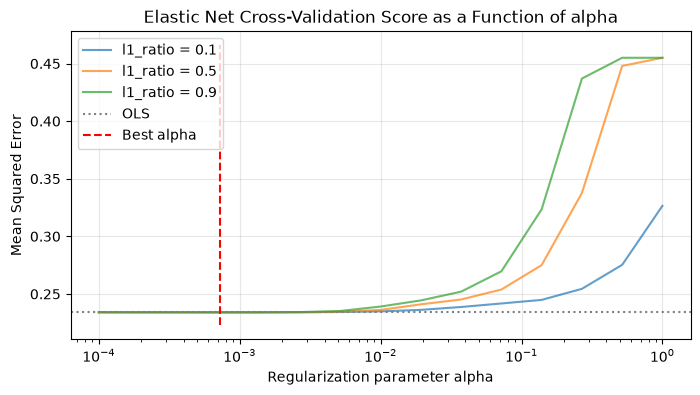 Elastic Net Cross-Validation Score as a Function of alpha
l1_ratio = 0.1
l1_ratio = 0.5
l1_ratio = 0.9
OLS
Best alpha
Mean Squared Error
0.45
0.40
0.35
0.30
0.25
10⁻⁴ 10⁻³ 10⁻² 10⁻¹ 10⁰
Regularization parameter alpha